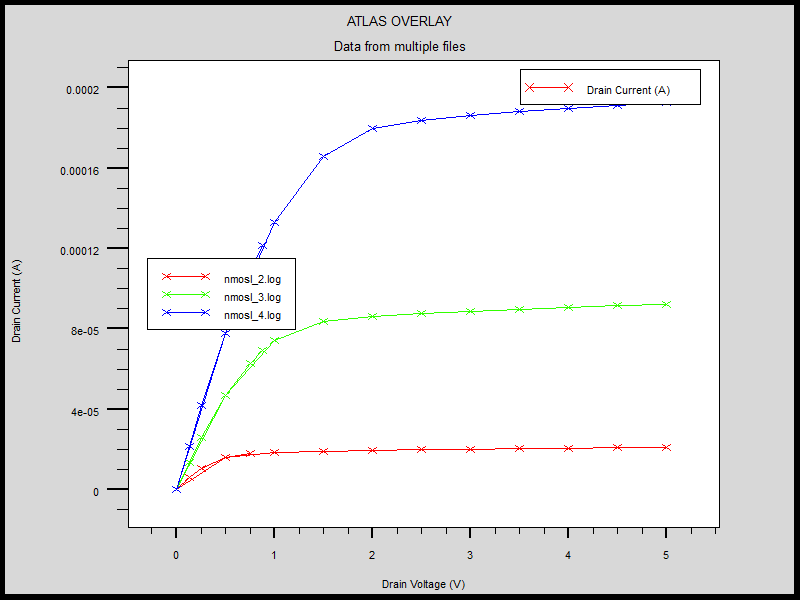 ATLAS OVERLAY
Data from multiple files
Drain Current (A)
0.0002
0.00016
0.00012
nmosl_2.log
nmosl_3.log
nmosl_4.log
Drain Current (A)
8e-05
4e-05
0
0 1 2 3 4 5
Drain Voltage (V)